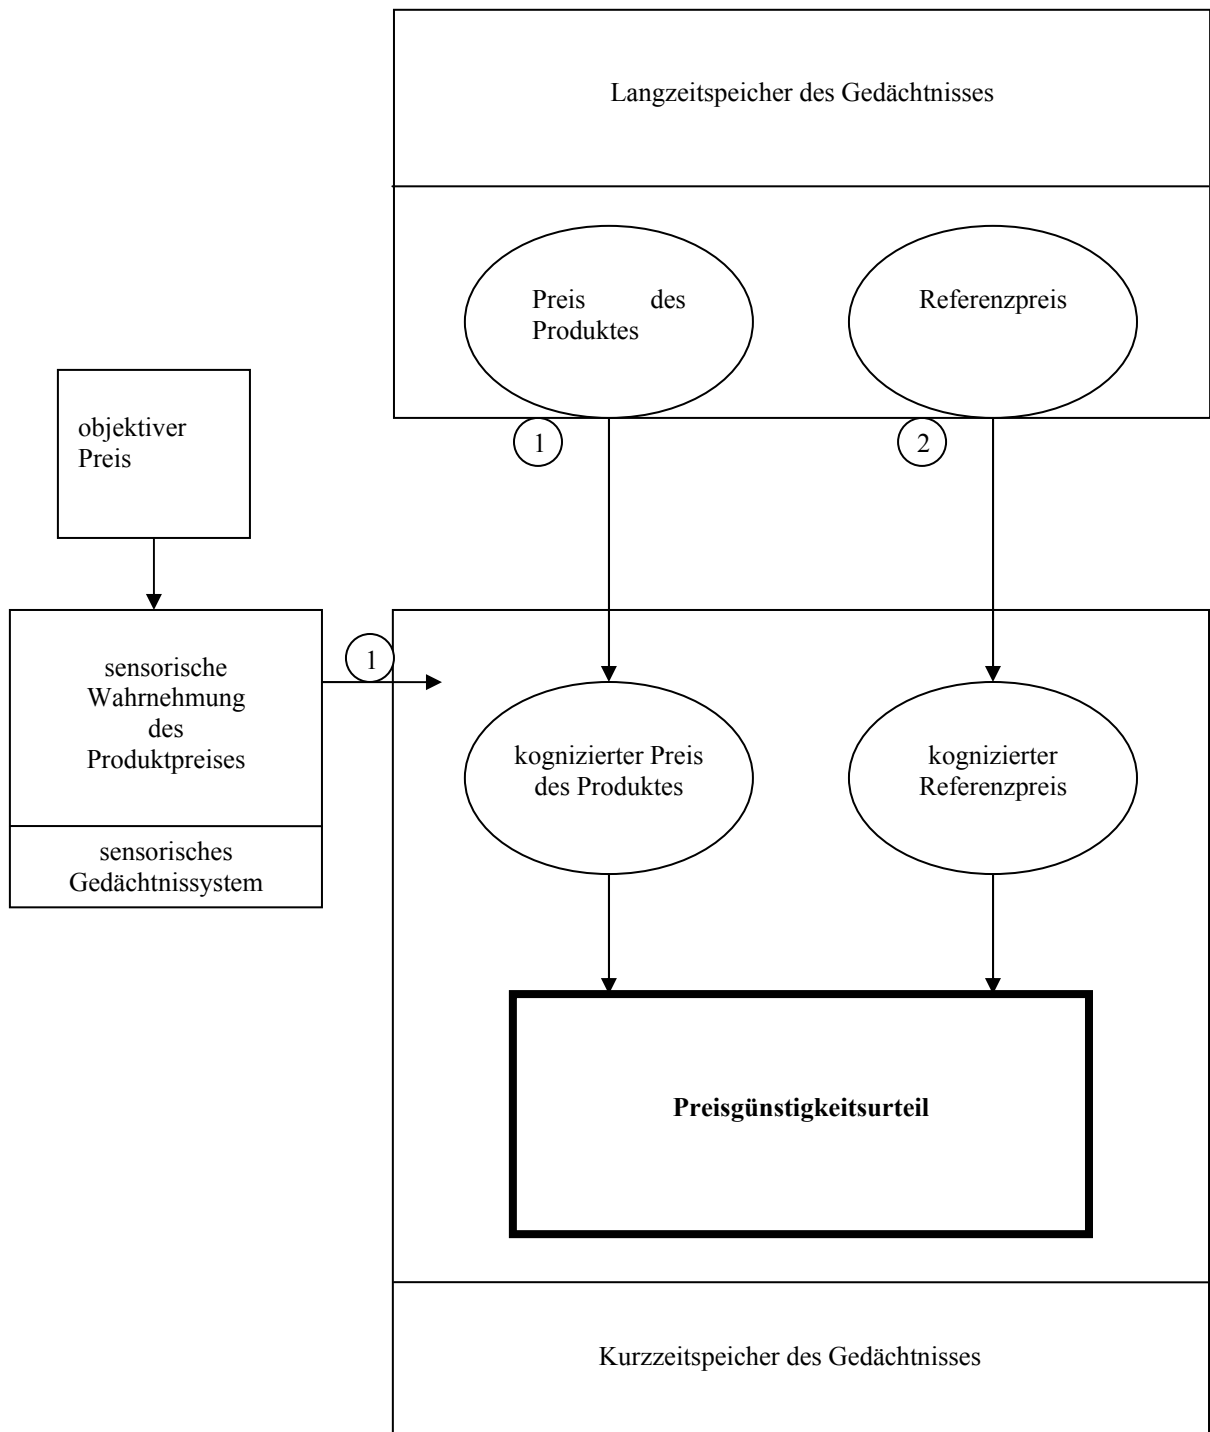 Langzeitspeicher des Gedächtnisses
Preis des
Produktes
Referenzpreis
objektiver
Preis
1
2
sensorische
Wahrnehmung
des
Produktpreises
1
kognizierter Preis
des Produktes
kognizierter
Referenzpreis
sensorisches
Gedächtnissystem
Preisgünstigkeitsurteil
Kurzzeitspeicher des Gedächtnisses